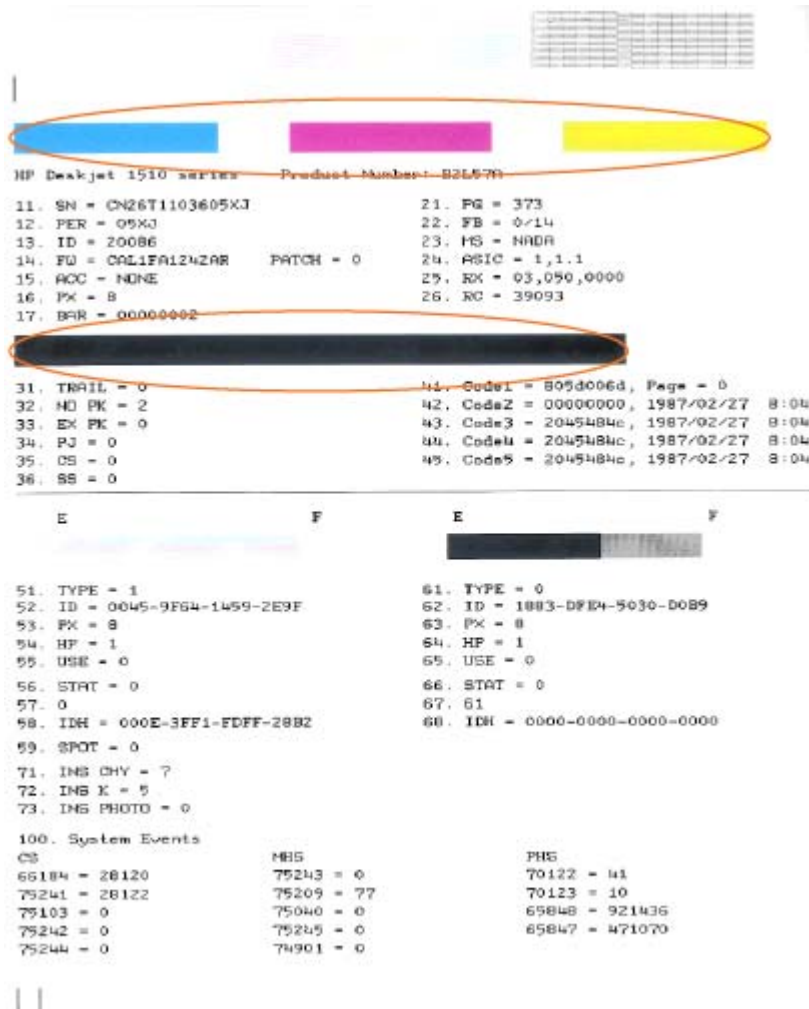 HP Deskjet 1510 series Product Number: B2L57A
11. SN = CN26T1103605XJ
12. PER = 05XJ
13. ID = 20086
14. FW = CAL1FA1242AR PATCH = 0
15. ACC = NONE
16. PX = 8
17. BAR = 00000002
21. PG = 373
22. FB = 0/14
23. MS = NADA
24. ASIC = 1,1.1
25. RX = 03,050,0000
26. RC = 39093
31. TRAIL = 0
32. NO PK = 2
33. EX PK = 0
34. PJ = 0
35. CS = 0
36. SS = 0
41. Code1 = 805d006d, Page = 0
42. Code2 = 00000000, 1987/02/27 8:04
43. Code3 = 2045484c, 1987/02/27 8:04
44. Code4 = 2045484c, 1987/02/27 8:04
45. Code5 = 2045484c, 1987/02/27 8:04
E F
51. TYPE = 1
52. ID = 0045-9F64-1459-2E9F
53. PX = 8
54. HP = 1
55. USE = 0
56. STAT = 0
57. 0
58. IDH = 000E-3FF1-FDFF-28B2
59. SPOT = 0
E F
61. TYPE = 0
62. ID = 1883-DFE4-5030-D0B9
63. PX = 8
64. HP = 1
65. USE = 0
66. STAT = 0
67. 61
68. IDH = 0000-0000-0000-0000
71. INS CMY = 7
72. INS K = 5
73. INS PHOTO = 0
100. System Events
CS
66184 = 28120
75241 = 28122
75103 = 0
75242 = 0
75244 = 0
MHS
75243 = 0
75209 = 77
75040 = 0
75245 = 0
74901 = 0
PHS
70122 = 41
70123 = 10
65848 = 921436
65847 = 471070